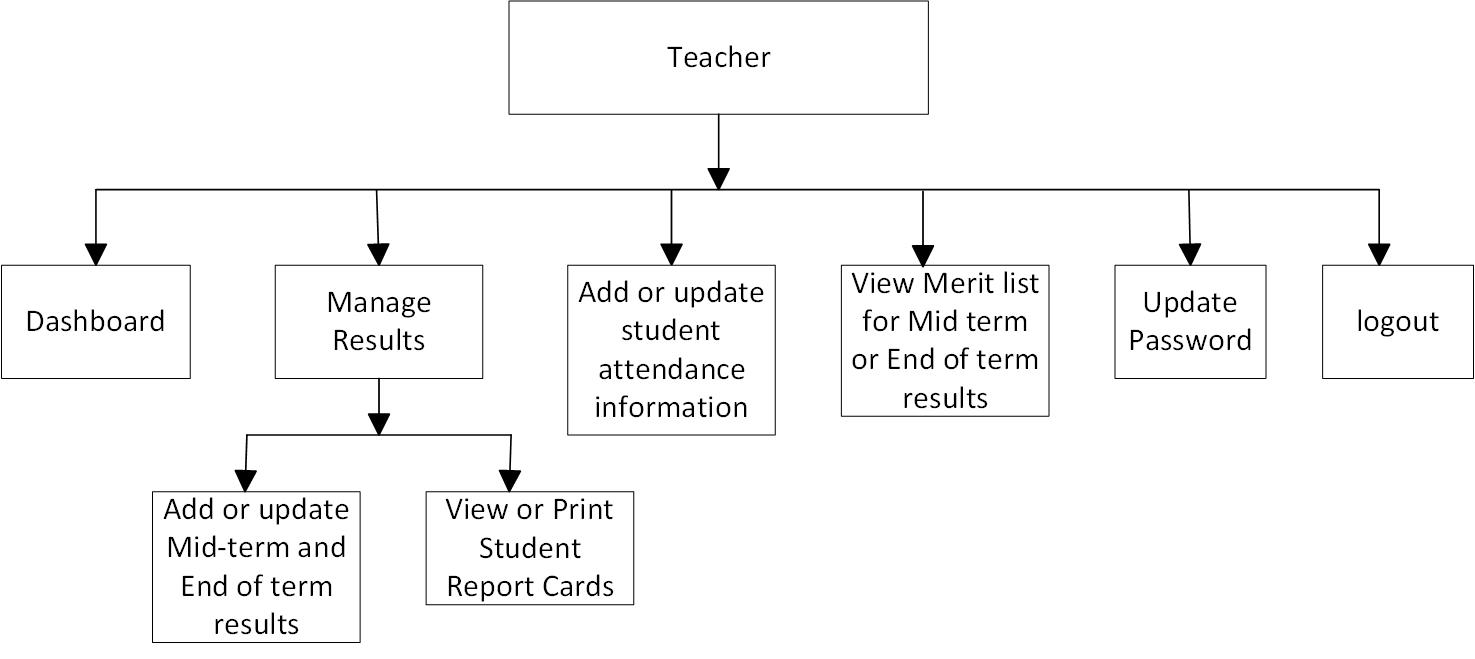 Teacher
Dashboard
Manage
Results
Add or update
student
attendance
information
View Merit list
for Mid term
or End of term
results
Update
Password
logout
Add or update
Mid-term and
End of term
results
View or Print
Student
Report Cards